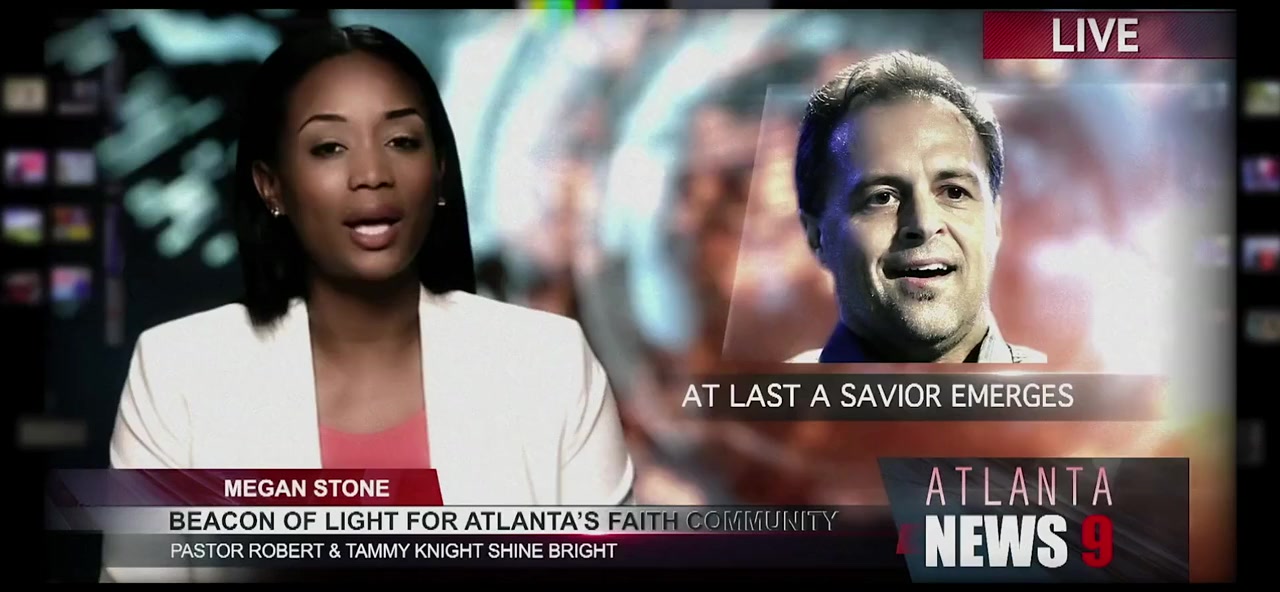 LIVE
AT LAST A SAVIOR EMERGES
MEGAN STONE
BEACON OF LIGHT FOR ATLANTA'S FAITH COMMUNITY
PASTOR ROBERT & TAMMY KNIGHT SHINE BRIGHT
ATLANTA
NEWS 9